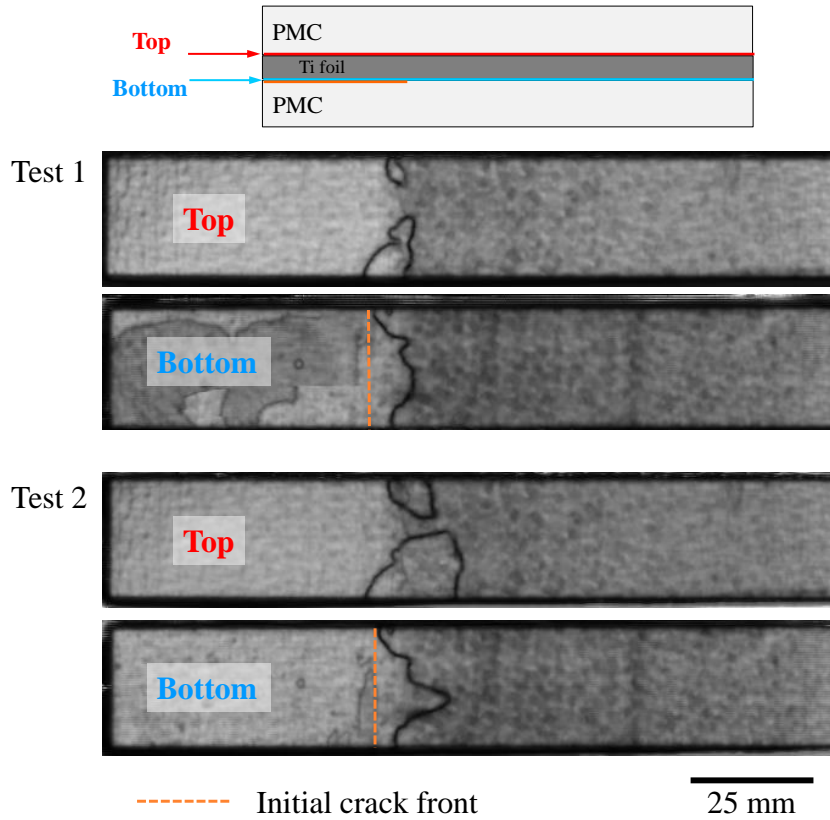 PMC
Top
Ti foil
Bottom
PMC
Test 1
Top
Bottom
Test 2
Top
Bottom
Initial crack front
25 mm